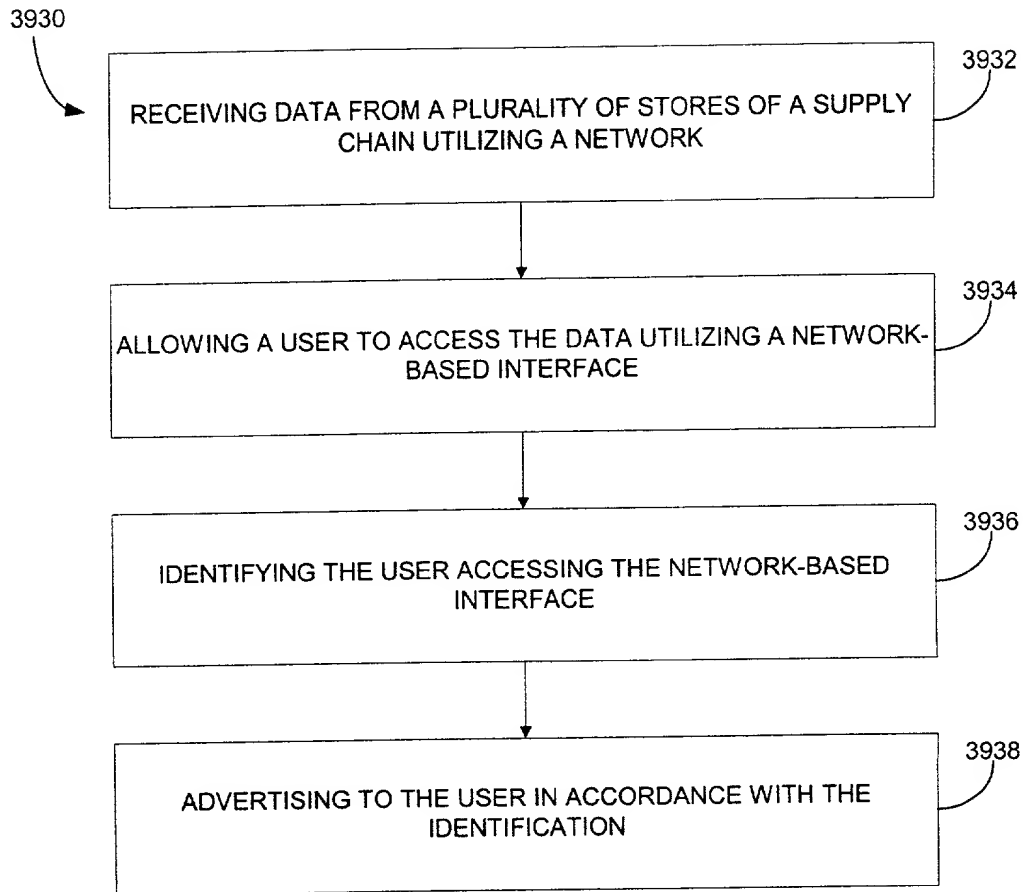 3930
3932
RECEIVING DATA FROM A PLURALITY OF STORES OF A SUPPLY
CHAIN UTILIZING A NETWORK
3934
ALLOWING A USER TO ACCESS THE DATA UTILIZING A NETWORK-
BASED INTERFACE
3936
IDENTIFYING THE USER ACCESSING THE NETWORK-BASED
INTERFACE
3938
ADVERTISING TO THE USER IN ACCORDANCE WITH THE
IDENTIFICATION